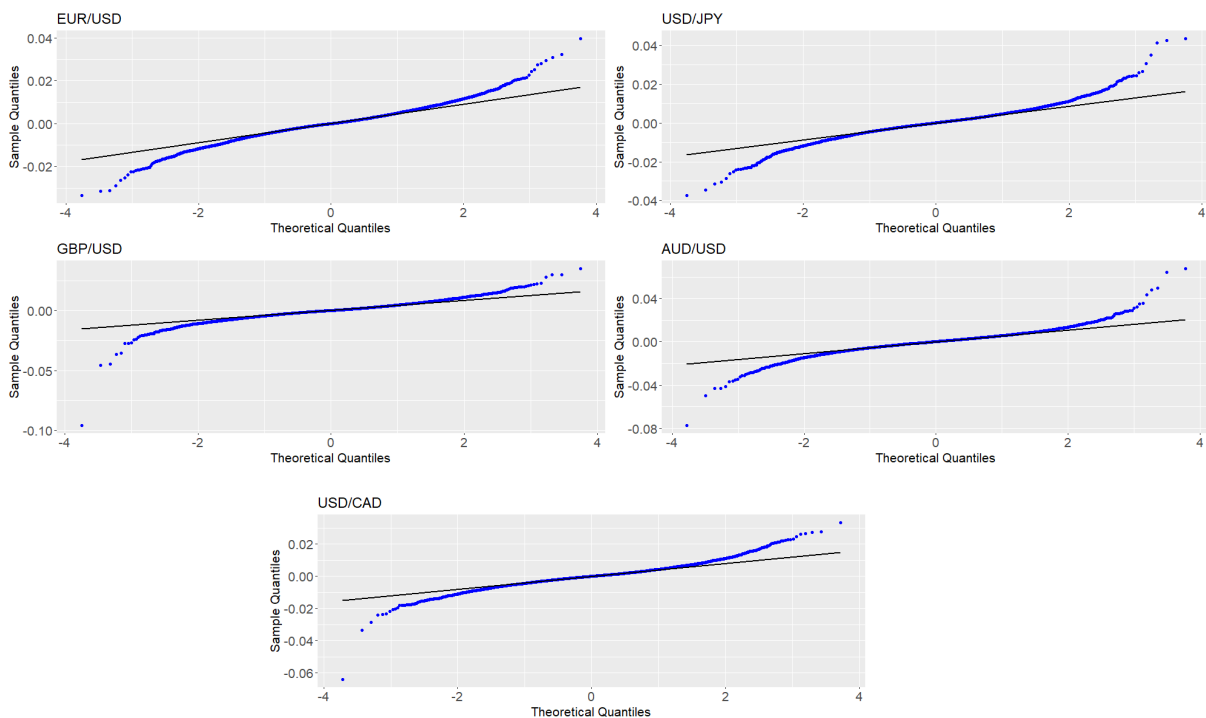 EUR/USD
0.04
0.02
0.00
-0.02
Sample Quantiles
-4 -2 0 2 4
Theoretical Quantiles
USD/JPY
0.04
0.02
0.00
-0.02
-0.04
Sample Quantiles
-4 -2 0 2 4
Theoretical Quantiles
GBP/USD
0.00
-0.05
-0.10
Sample Quantiles
-4 -2 0 2 4
Theoretical Quantiles
AUD/USD
0.04
0.00
-0.04
-0.08
Sample Quantiles
-4 -2 0 2 4
Theoretical Quantiles
USD/CAD
0.02
0.00
-0.02
-0.04
-0.06
Sample Quantiles
-4 -2 0 2 4
Theoretical Quantiles